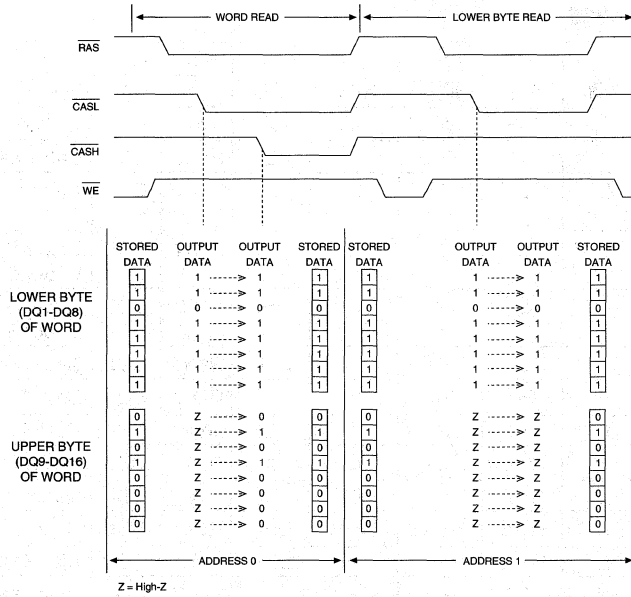 WORD READ LOWER BYTE READ
RAS
CASL
CASH
WE
STORED OUTPUT OUTPUT STORED STORED OUTPUT OUTPUT STORED
DATA DATA DATA DATA DATA DATA DATA DATA
1 1 1 1 1 1 1 1
1 1 1 1 1 1 1 1
0 0 0 0 0 0 0 0
1 1 1 1 1 1 1 1
1 1 1 1 1 1 1 1
1 1 1 1 1 1 1 1
1 1 1 1 1 1 1 1
1 1 1 1 1 1 1 1
LOWER BYTE
(DQ1-DQ8)
OF WORD
0 Z 0 0 0 Z Z 0
1 Z 1 1 1 Z Z 1
0 Z 0 0 0 Z Z 0
1 Z 1 1 1 Z Z 1
0 Z 0 0 0 Z Z 0
0 Z 0 0 0 Z Z 0
0 Z 0 0 0 Z Z 0
0 Z 0 0 0 Z Z 0
UPPER BYTE
(DQ9-DQ16)
OF WORD
ADDRESS 0 ADDRESS 1
Z = High-Z